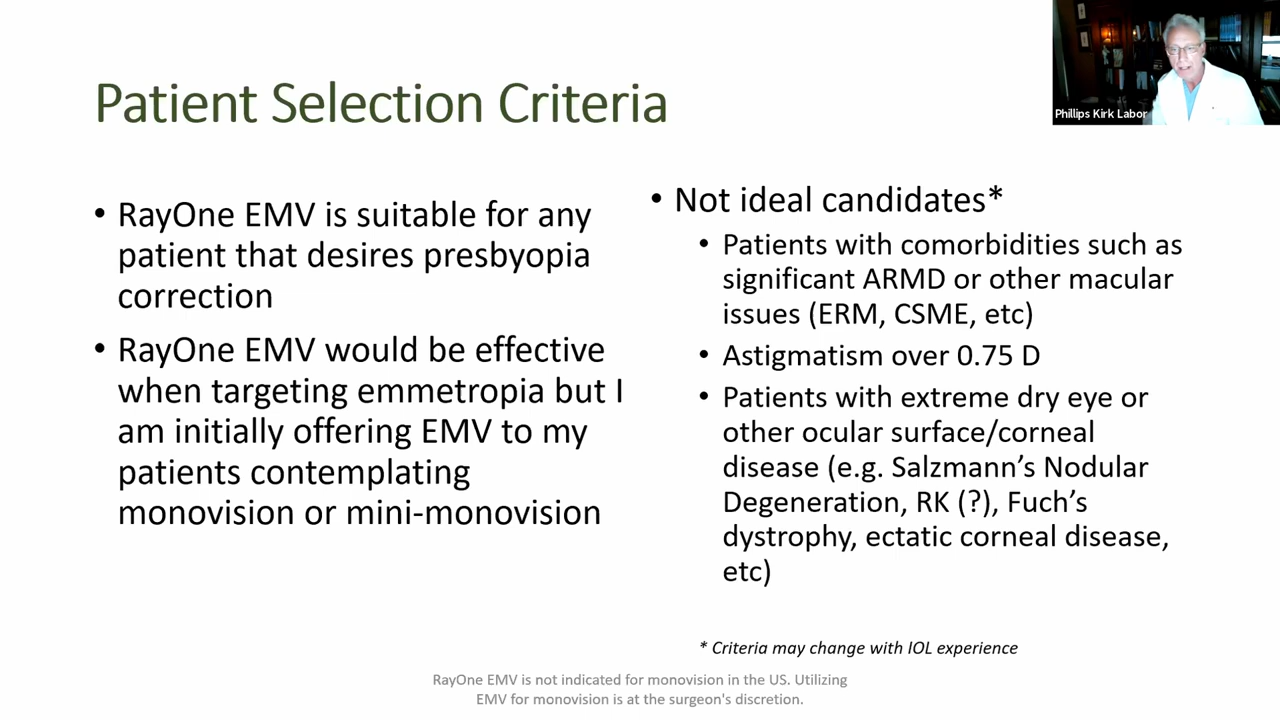 Phillips Kirk Labor
Patient Selection Criteria
• RayOne EMV is suitable for any
patient that desires presbyopia
correction
• RayOne EMV would be effective
when targeting emmetropia but I
am initially offering EMV to my
patients contemplating
monovision or mini-monovision
• Not ideal candidates*
• Patients with comorbidities such as
significant ARMD or other macular
issues (ERM, CSME, etc)
• Astigmatism over 0.75 D
• Patients with extreme dry eye or
other ocular surface/corneal
disease (e.g. Salzmann’s Nodular
Degeneration, RK (?), Fuch’s
dystrophy, ectatic corneal disease,
etc)
* Criteria may change with IOL experience
RayOne EMV is not indicated for monovision in the US. Utilizing
EMV for monovision is at the surgeon's discretion.